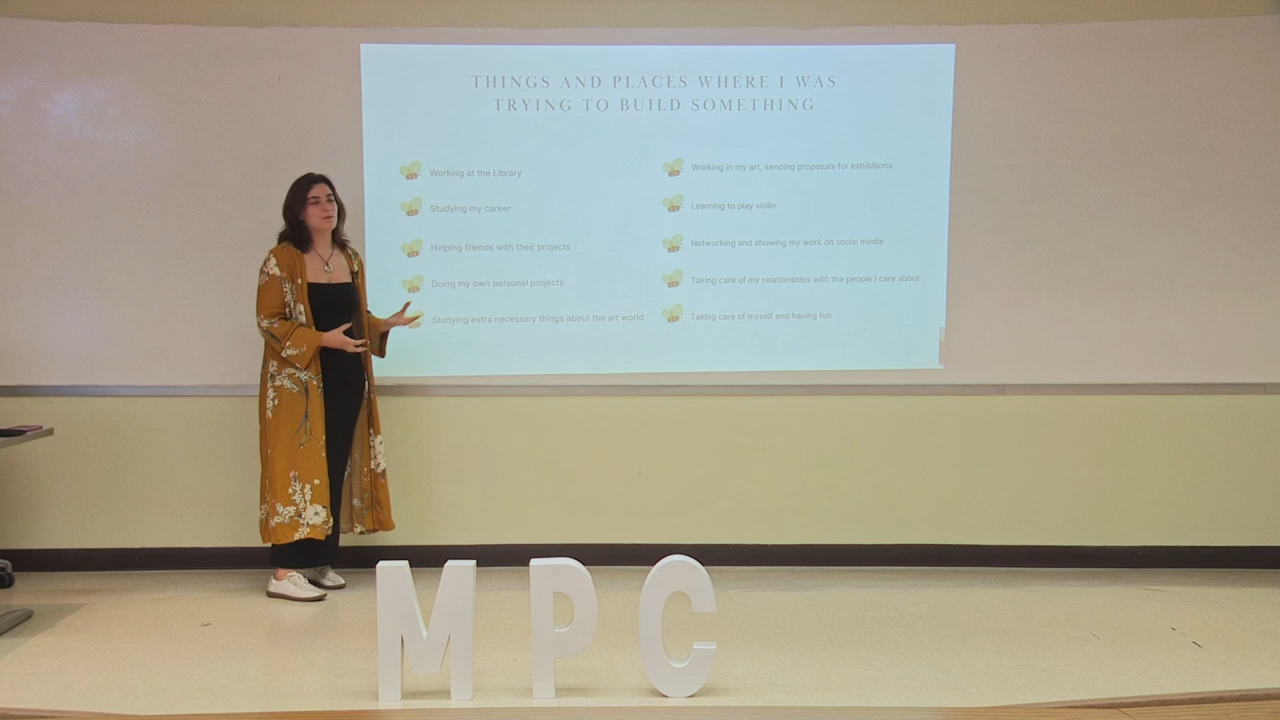 THINGS AND PLACES WHERE I WAS
TRYING TO BUILD SOMETHING
Working at the Library
Studying my career
Helping friends with their projects
Doing my own personal projects
Studying extra necessary things about the art world
Working in my art, sending proposals for exhibitions
Learning to play violin
Networking and showing my work on social media
Taking care of my relationships with the people I care about
Taking care of myself and having fun
MPC